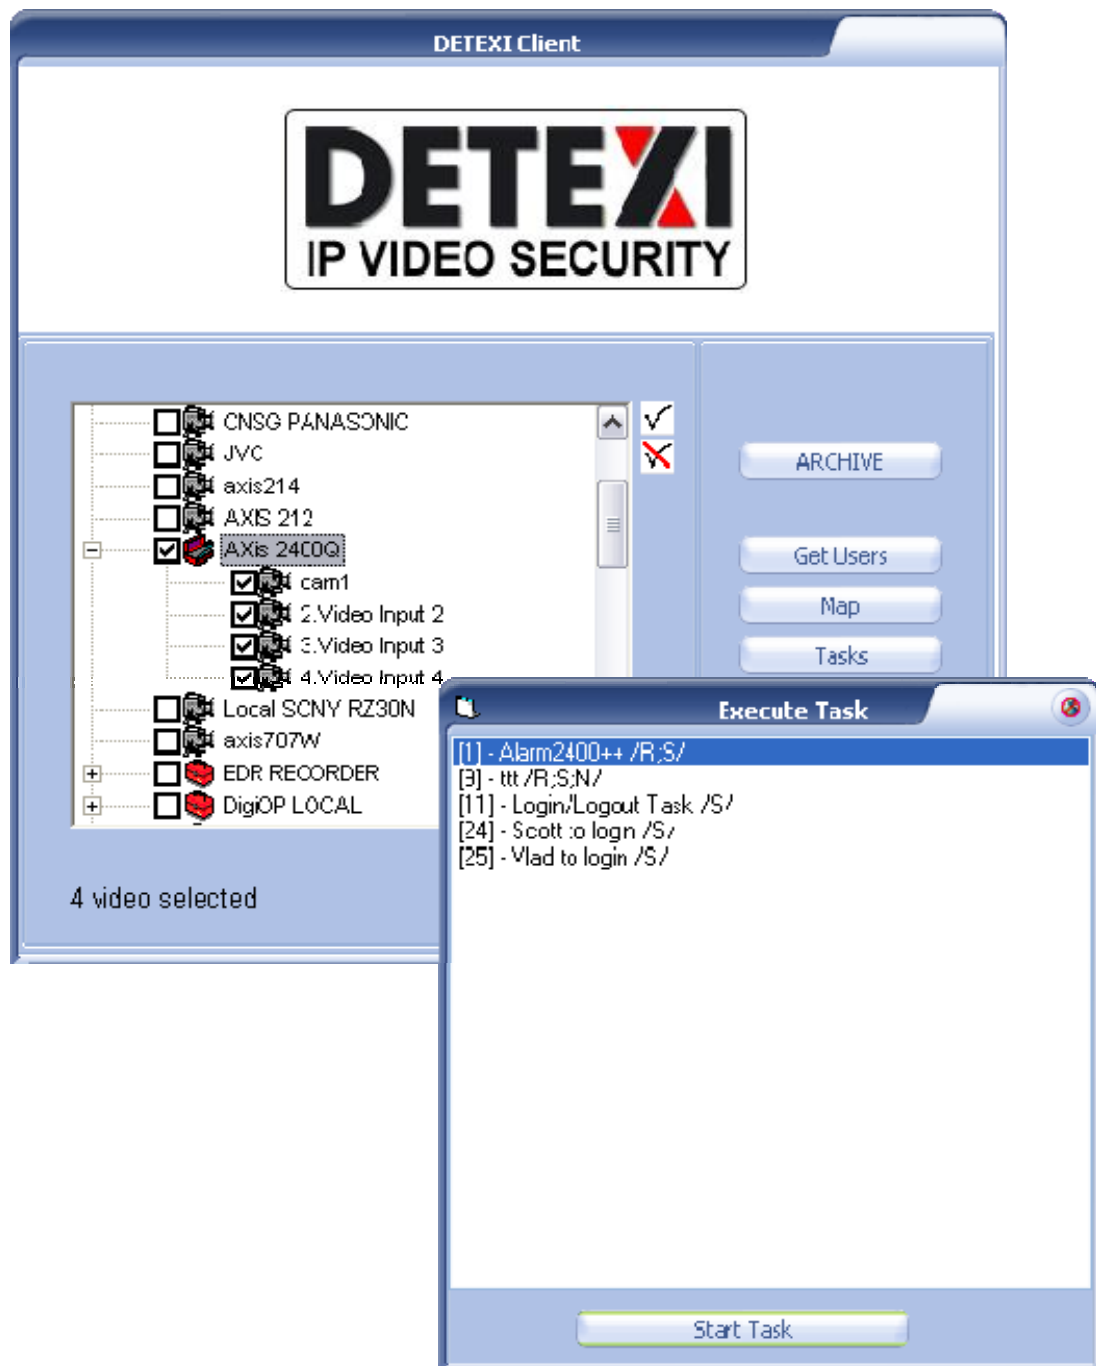 DETEXI Client
DETEXI
IP VIDEO SECURITY
CNSG PANASONIC
JVC
axis214
AXIS 212
AXis 2400Q
cam1
2.Video Input 2
3.Video Input 3
4.Video Input 4
Local SONY RZ30N
axis707W
EDR RECORDER
DigiOP LOCAL
4 video selected
ARCHIVE
Get Users
Map
Tasks
Execute Task
[1] - Alarm2400++ /R;S/
[9] - ttt /R;S;N/
[11] - Login/Logout Task /S/
[24] - Scott to login /S/
[25] - Vlad to login /S/
Start Task